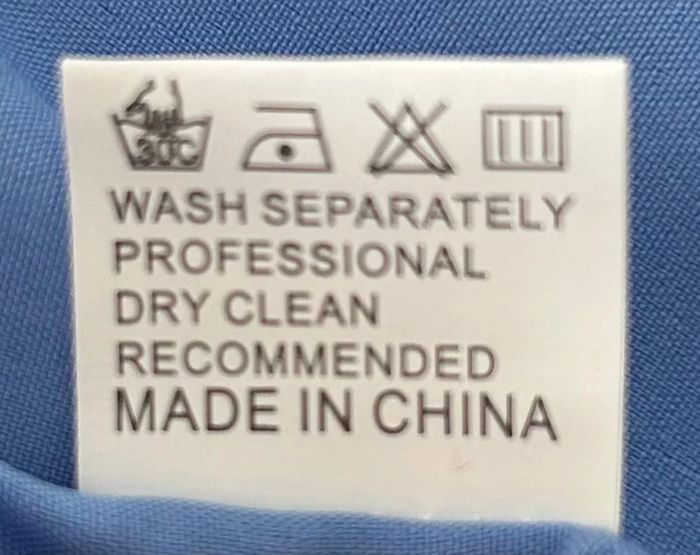 30C
WASH SEPARATELY
PROFESSIONAL
DRY CLEAN
RECOMMENDED
MADE IN CHINA